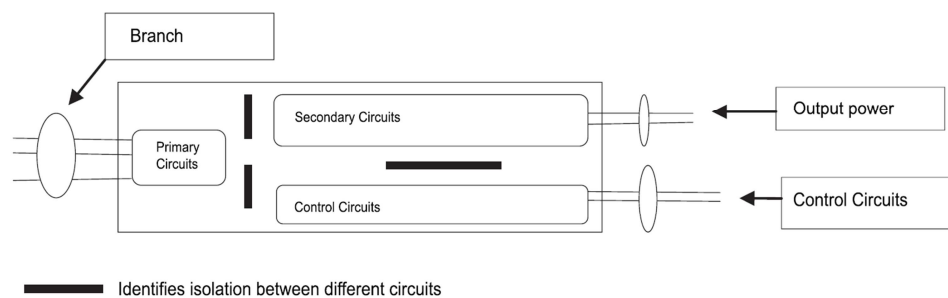 Branch
Output power
Secondary Circuits
Primary
Circuits
Control Circuits
Control Circuits
Identifies isolation between different circuits